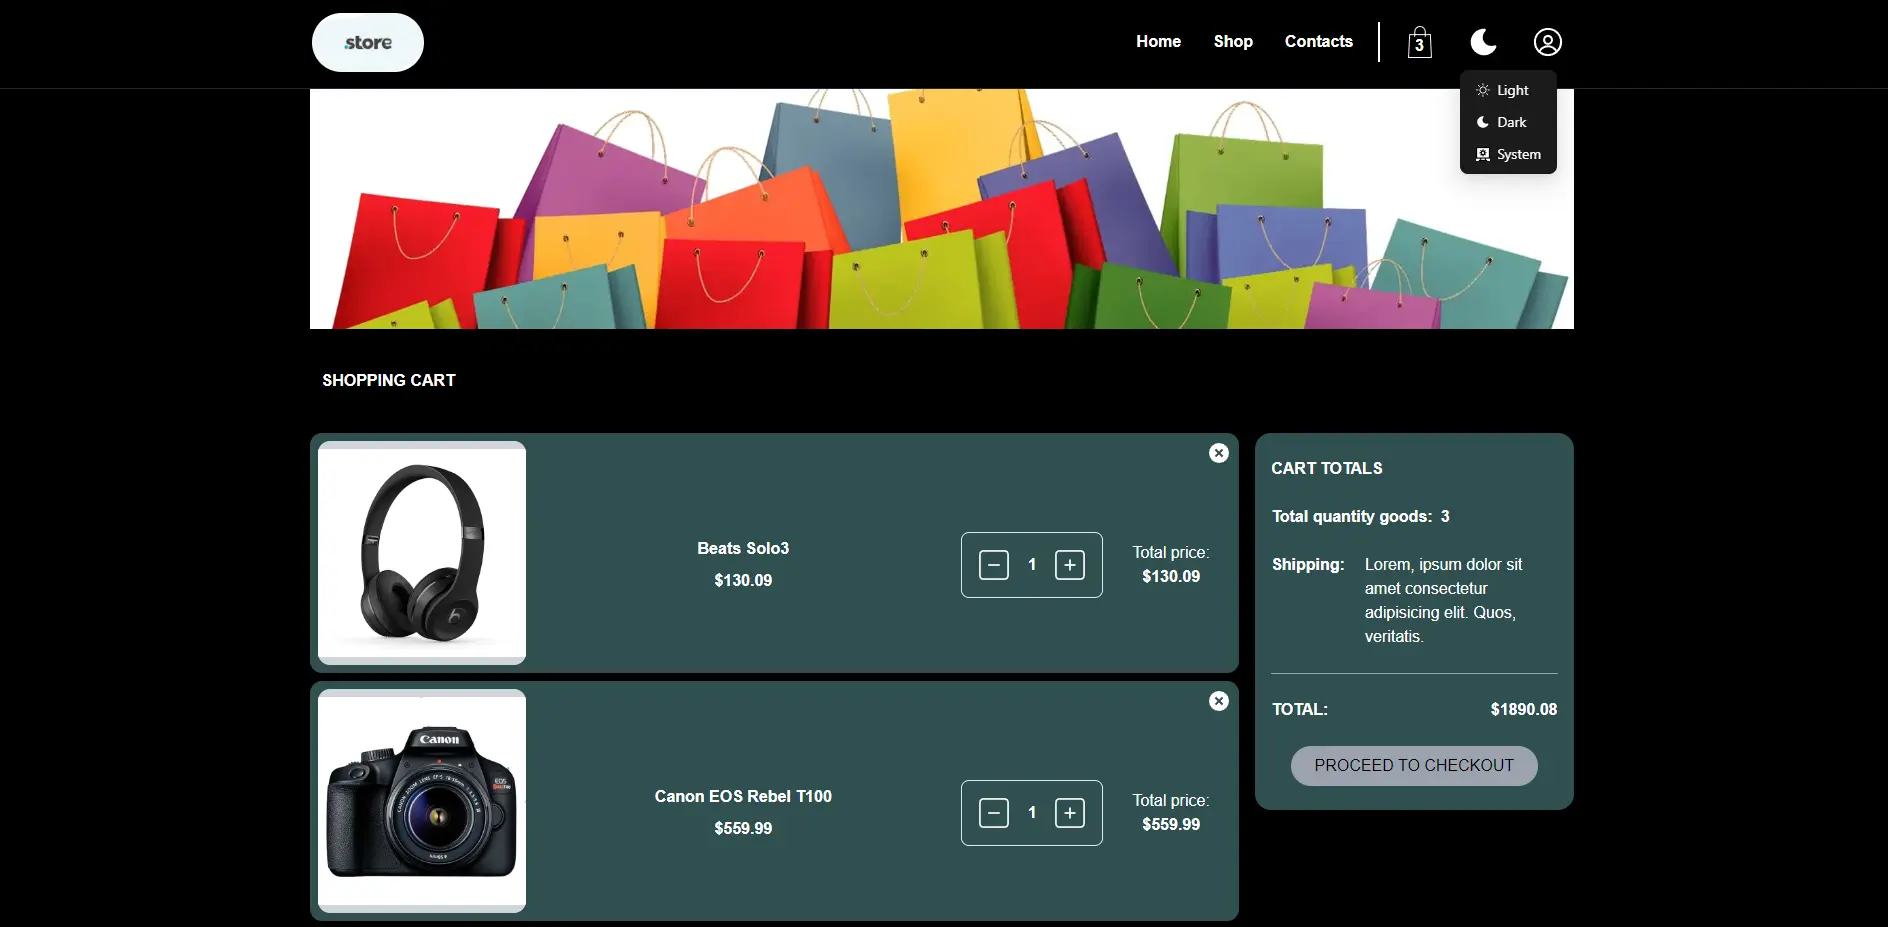 .store
Home
Shop
Contacts
3
Light
Dark
System
SHOPPING CART
Beats Solo3
$130.09
1
Total price:
$130.09
Canon
EOS
Canon EOS Rebel T100
$559.99
1
Total price:
$559.99
CART TOTALS
Total quantity goods: 3
Shipping:
Lorem, ipsum dolor sit
amet consectetur
adipisicing elit. Quos,
veritatis.
TOTAL:
$1890.08
PROCEED TO CHECKOUT